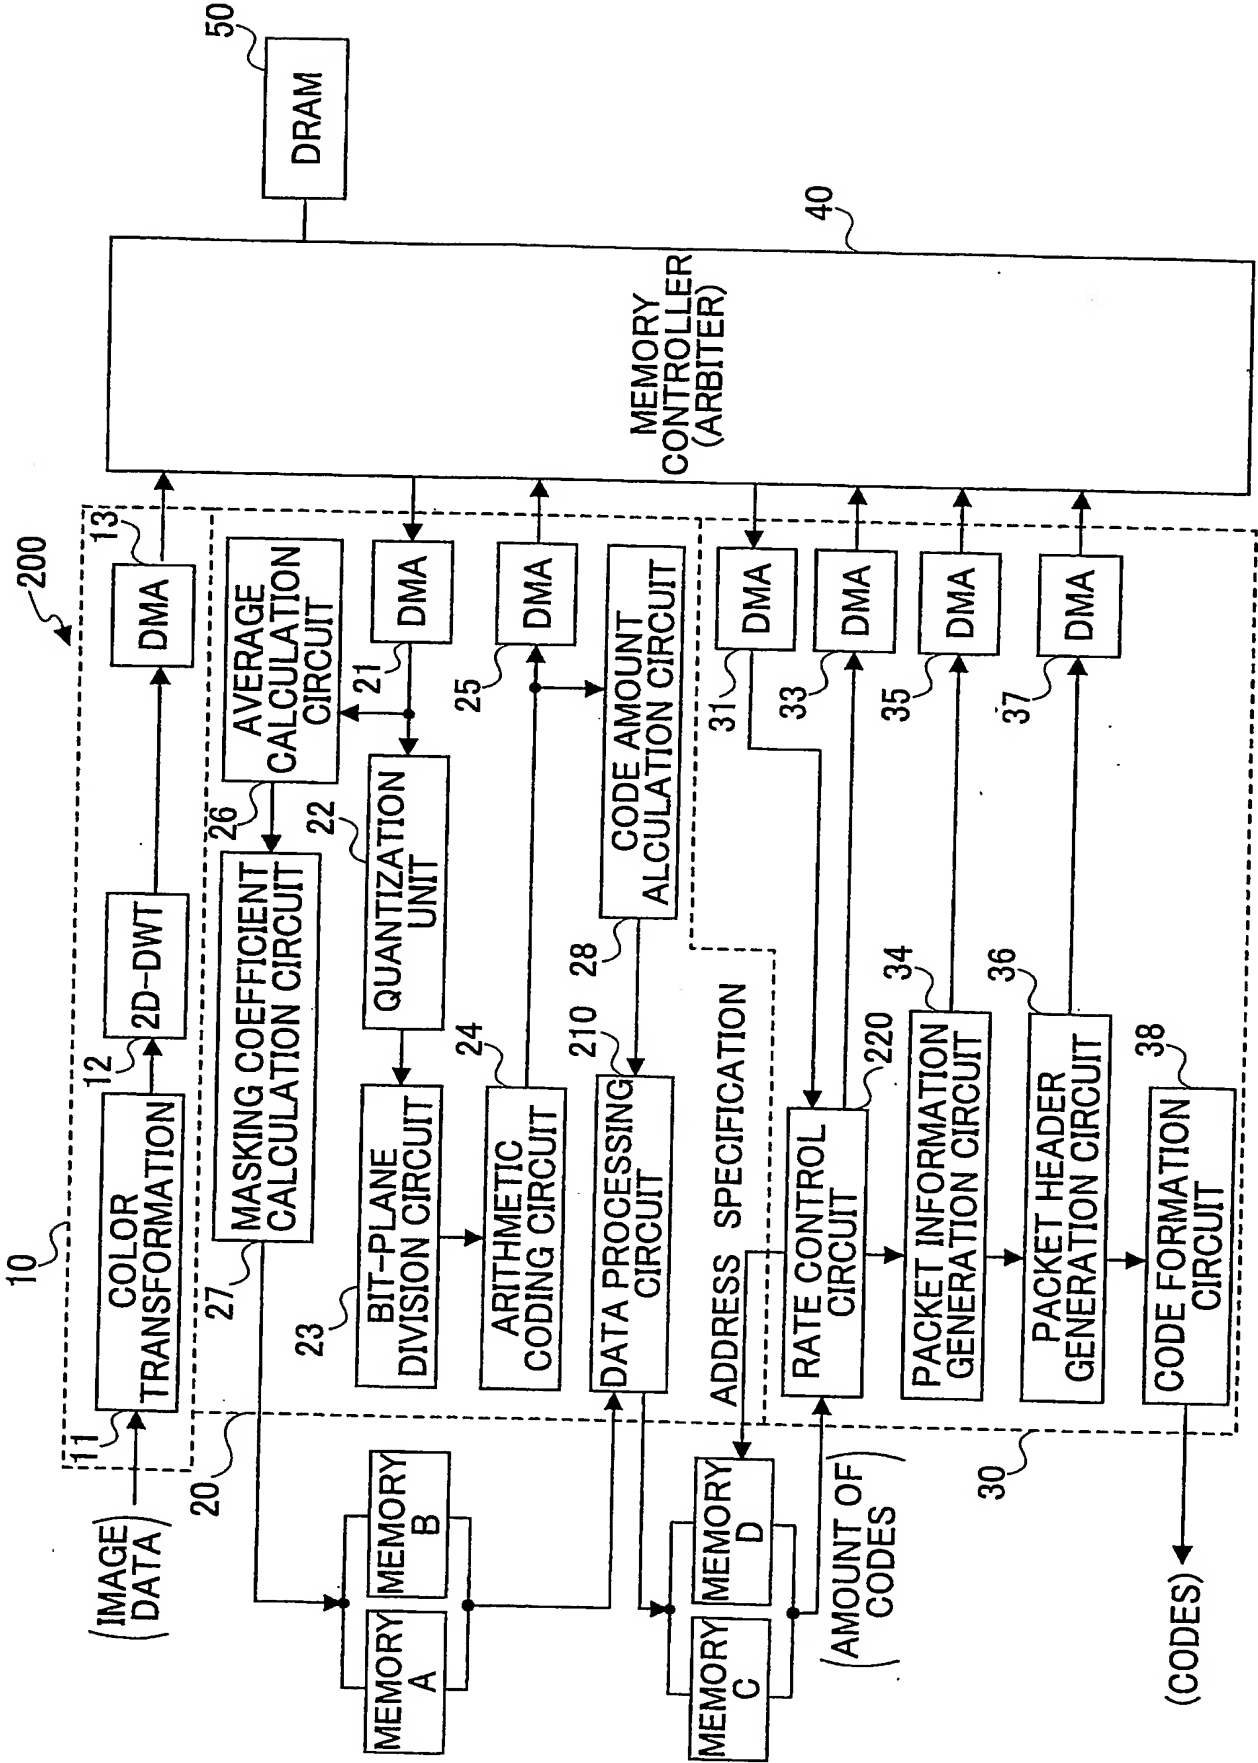 200
10
(IMAGE
DATA)
11
COLOR
TRANSFORMATION
12
2D-DWT
13
DMA
50
DRAM
20
27
MASKING COEFFICIENT
CALCULATION CIRCUIT
26
AVERAGE
CALCULATION
CIRCUIT
21
DMA
22
QUANTIZATION
UNIT
23
BIT-PLANE
DIVISION CIRCUIT
24
ARITHMETIC
CODING CIRCUIT
25
DMA
28
CODE AMOUNT
ALCULATION CIRCUIT
210
DATA PROCESSING
CIRCUIT
MEMORY
A
MEMORY
B
MEMORY
C
MEMORY
D
ADDRESS SPECIFICATION
(AMOUNT OF
CODES)
MEMORY
CONTROLLER
(ARBITER)
40
30
31
DMA
220
RATE CONTROL
CIRCUIT
33
DMA
34
PACKET INFORMATION
GENERATION CIRCUIT
35
DMA
36
PACKET HEADER
GENERATION CIRCUIT
37
DMA
38
CODE FORMATION
CIRCUIT
(CODES)